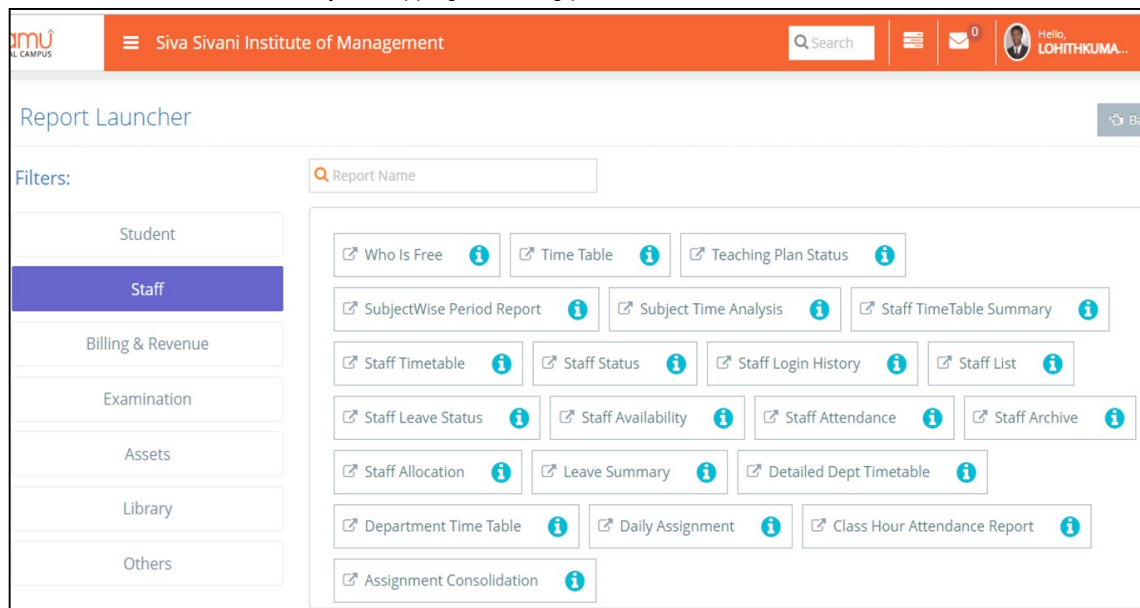 amû
AL CAMPUS
Siva Sivani Institute of Management
Search
0
Hello,
LOHITHKUMA...
Report Launcher
Filters:
Report Name
Student
Staff
Billing & Revenue
Examination
Assets
Library
Others
Who Is Free Time Table Teaching Plan Status
SubjectWise Period Report Subject Time Analysis Staff TimeTable Summary
Staff Timetable Staff Status Staff Login History Staff List
Staff Leave Status Staff Availability Staff Attendance Staff Archive
Staff Allocation Leave Summary Detailed Dept Timetable
Department Time Table Daily Assignment Class Hour Attendance Report
Assignment Consolidation